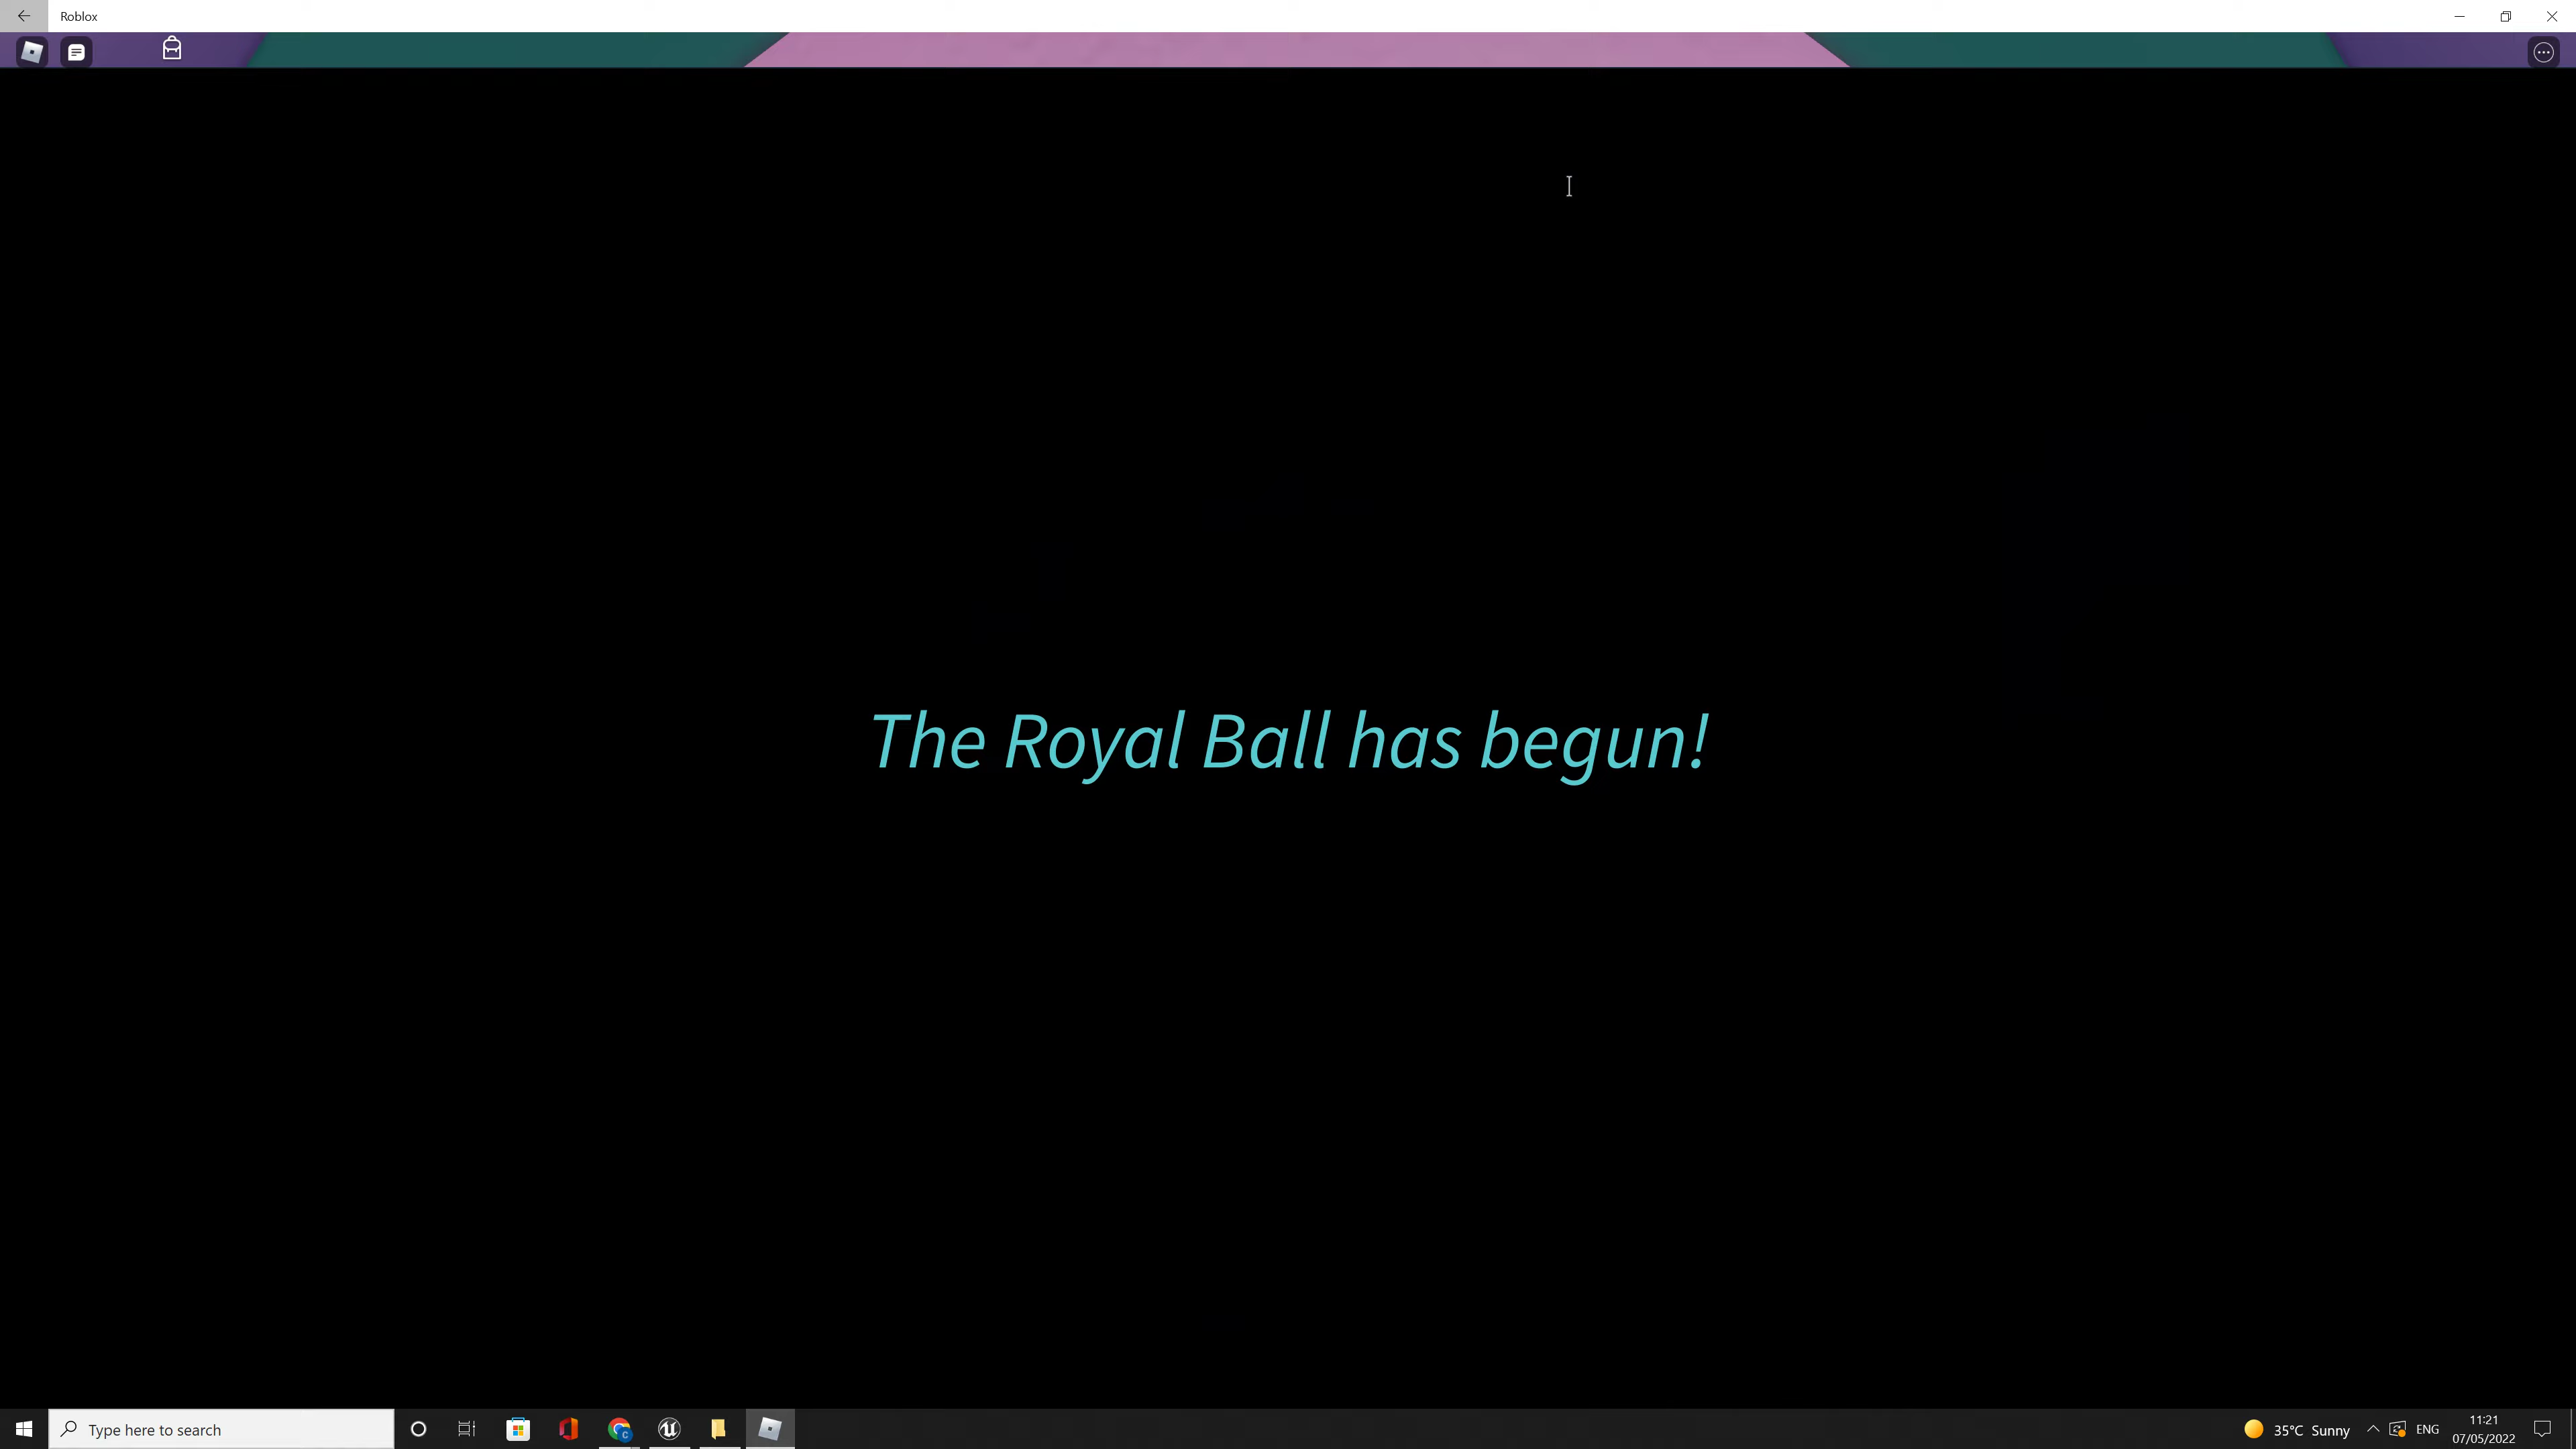 Roblox
The Royal Ball has begun!
Type here to search
35°C Sunny
ENG
11:21
07/05/2022